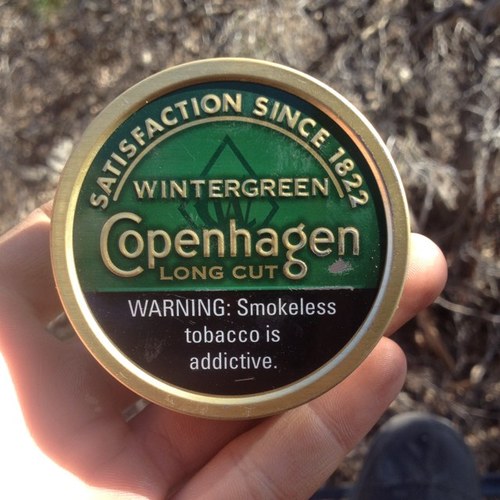 SATISFACTION SINCE 1822
WINTERGREEN
Copenhagen
LONG CUT
WARNING: Smokeless
tobacco is
addictive.